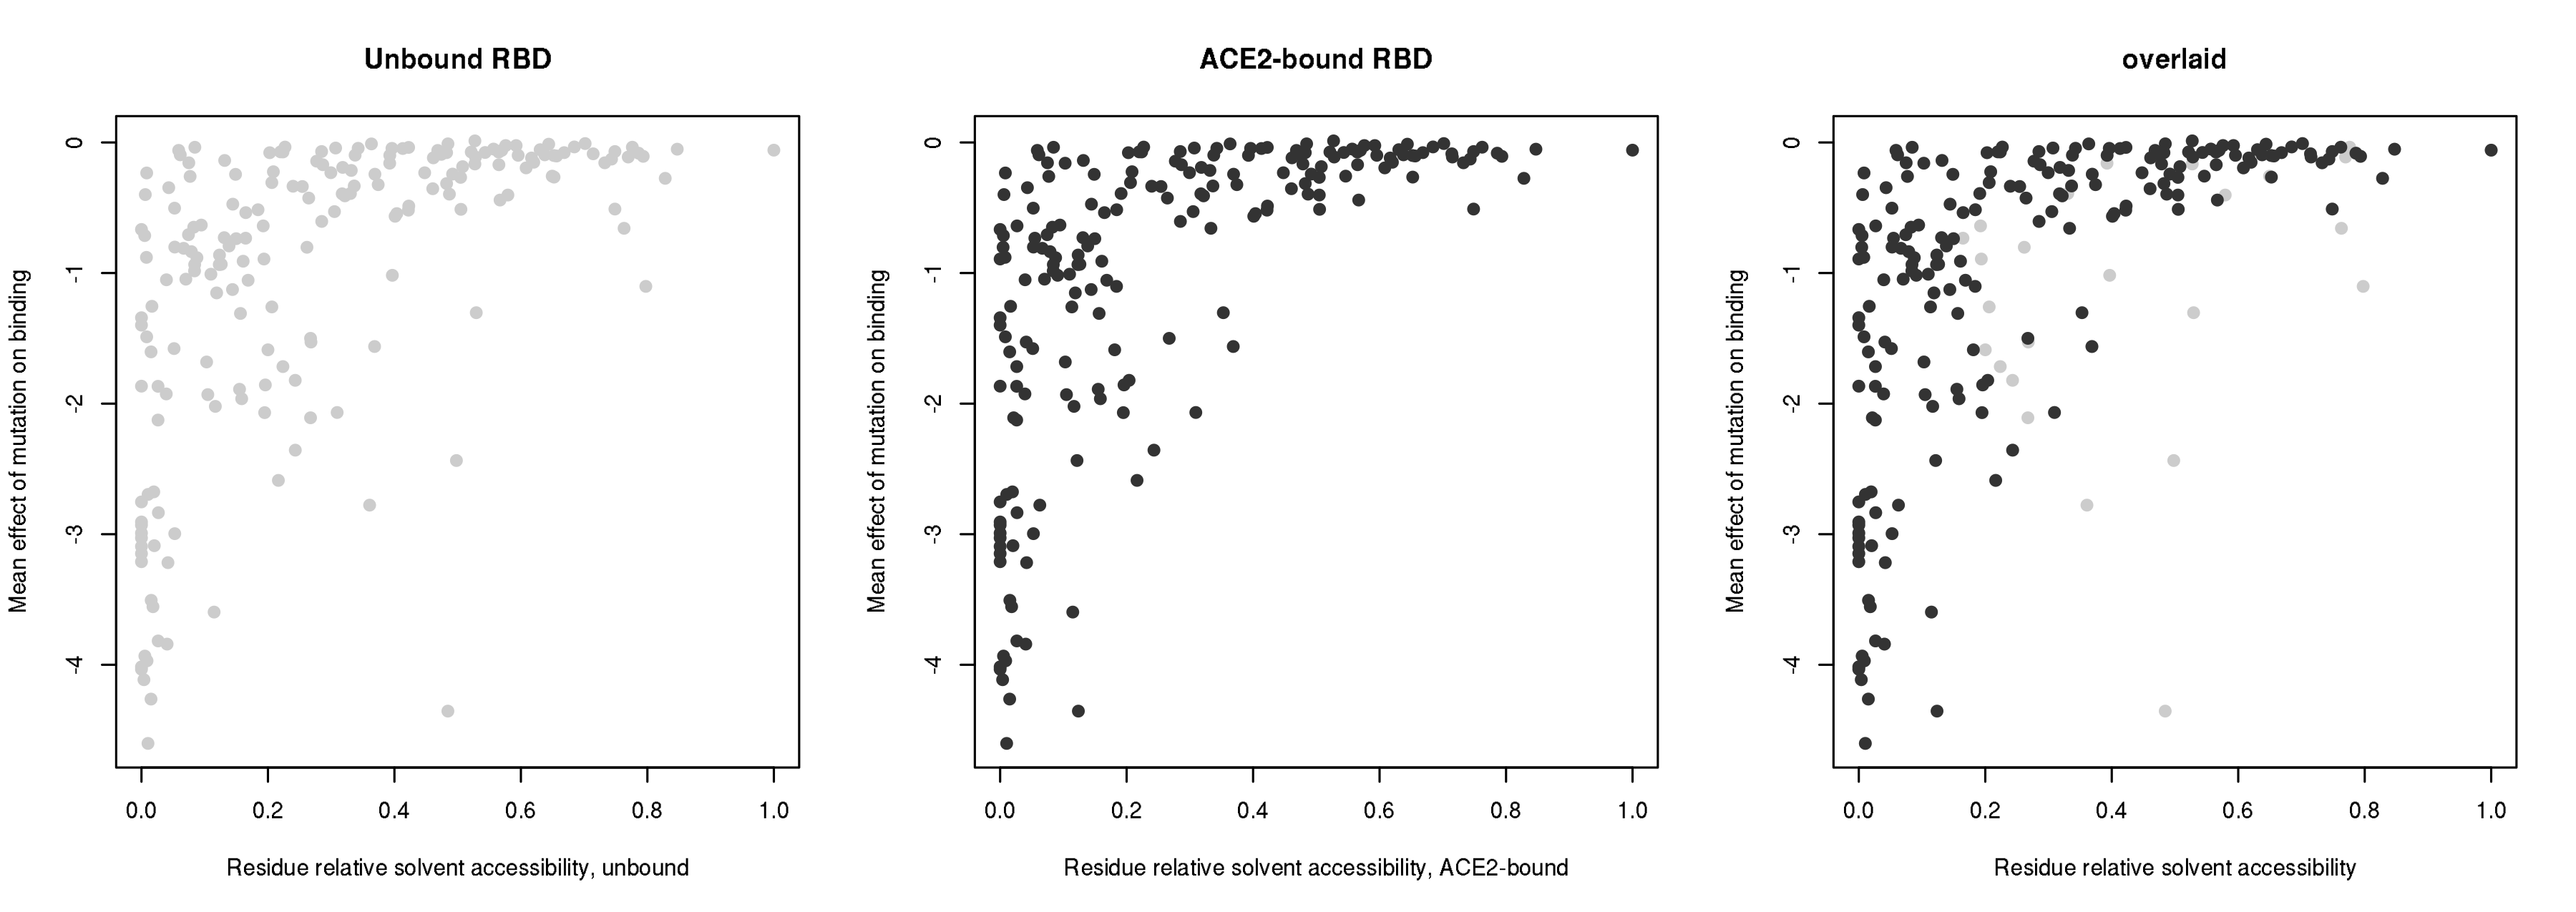 Unbound RBD
Mean effect of mutation on binding
0
-1
-2
-3
-4
0.0 0.2 0.4 0.6 0.8 1.0
Residue relative solvent accessibility, unbound
ACE2-bound RBD
Mean effect of mutation on binding
0
-1
-2
-3
-4
0.0 0.2 0.4 0.6 0.8 1.0
Residue relative solvent accessibility, ACE2-bound
overlaid
Mean effect of mutation on binding
0
-1
-2
-3
-4
0.0 0.2 0.4 0.6 0.8 1.0
Residue relative solvent accessibility